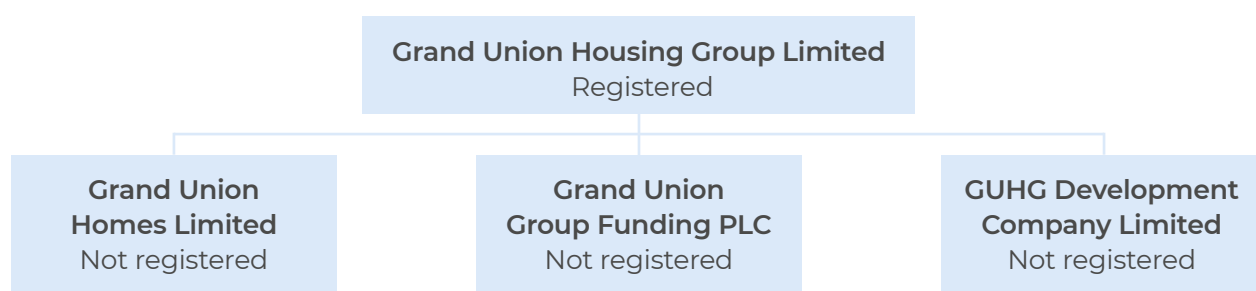 Grand Union Housing Group Limited
Registered
Grand Union
Homes Limited
Not registered
Grand Union
Group Funding PLC
Not registered
GUHG Development
Company Limited
Not registered